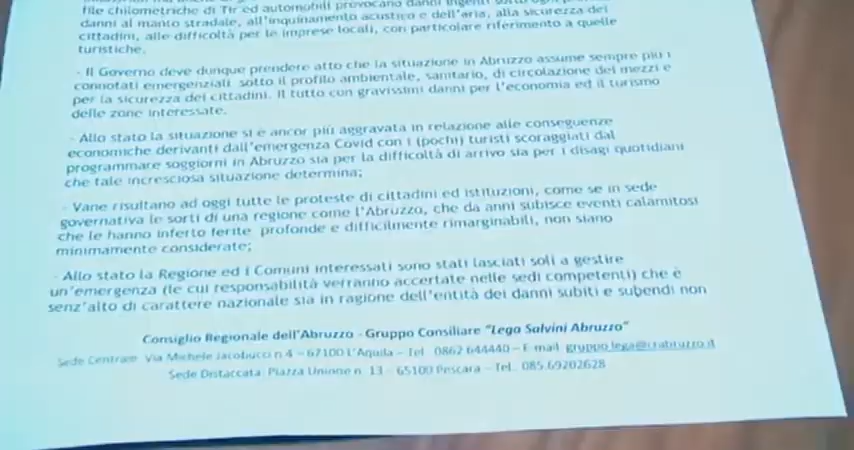 file chilometriche di Tir ed automobili provocano danni ingenti
danni al manto stradale, all'inquinamento acustico e dell'aria, alla sicurezza dei
cittadini, alle difficoltà per le imprese locali, con particolare riferimento a quelle
turistiche.
- Il Governo deve dunque prendere atto che la situazione in Abruzzo assume sempre più i
connotati emergenziali sotto il profilo ambientale, sanitario, di circolazione dei mezzi e
per la sicurezza dei cittadini. Il tutto con gravissimi danni per l'economia ed il turismo
delle zone interessate.
- Allo stato la situazione si è ancor più aggravata in relazione alle conseguenze
economiche derivanti dall'emergenza Covid con i (pochi) turisti scoraggiati dal
programmare soggiorni in Abruzzo sia per la difficoltà di arrivo sia per i disagi quotidiani
che tale incresciosa situazione determina;
- Vane risultano ad oggi tutte le proteste di cittadini ed istituzioni, come se in sede
governativa le sorti di una regione come l'Abruzzo, che da anni subisce eventi calamitosi
che le hanno inferto ferite profonde e difficilmente rimarginabili, non siano
minimamente considerate;
- Allo stato la Regione ed i Comuni interessati sono stati lasciati soli a gestire
un'emergenza (le cui responsabilità verranno accertate nelle sedi competenti) che è
senz'alto di carattere nazionale sia in ragione dell'entità dei danni subiti e subendi non
Consiglio Regionale dell'Abruzzo - Gruppo Consiliare "Lega Salvini Abruzzo"
Sede Centrale: Via Michele Jacobucci n.4 - 67100 L'Aquila - Tel. 0862 644440 - E-mail: gruppo.lega@crabruzzo.it
Sede Distaccata: Piazza Unione n. 13 - 65100 Pescara - Tel. 085.69202628